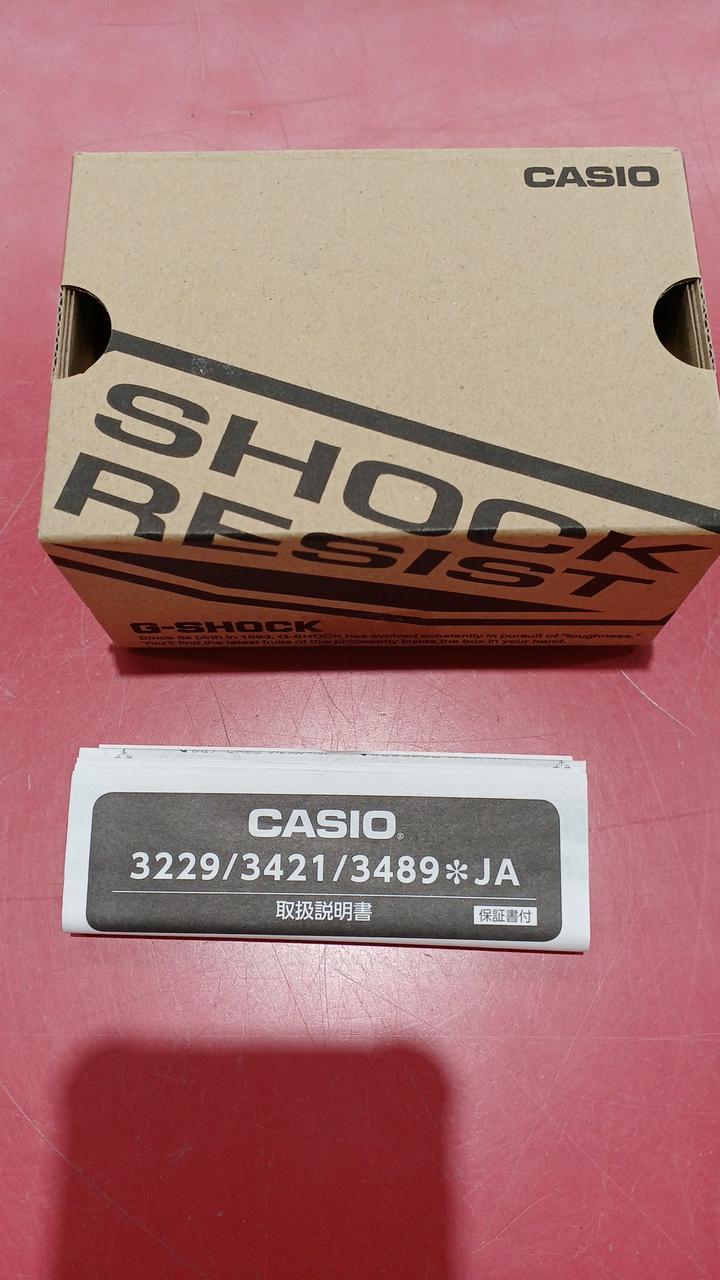 CASIO
SHOCK
RESIST
G-SHOCK
Since its birth in 1983, G-SHOCK has evolved constantly in pursuit of "toughness."
You'll find the latest fruits of this philosophy inside the box in your hand.
CASIO®
3229/3421/3489✻JA
取扱説明書
保証書付